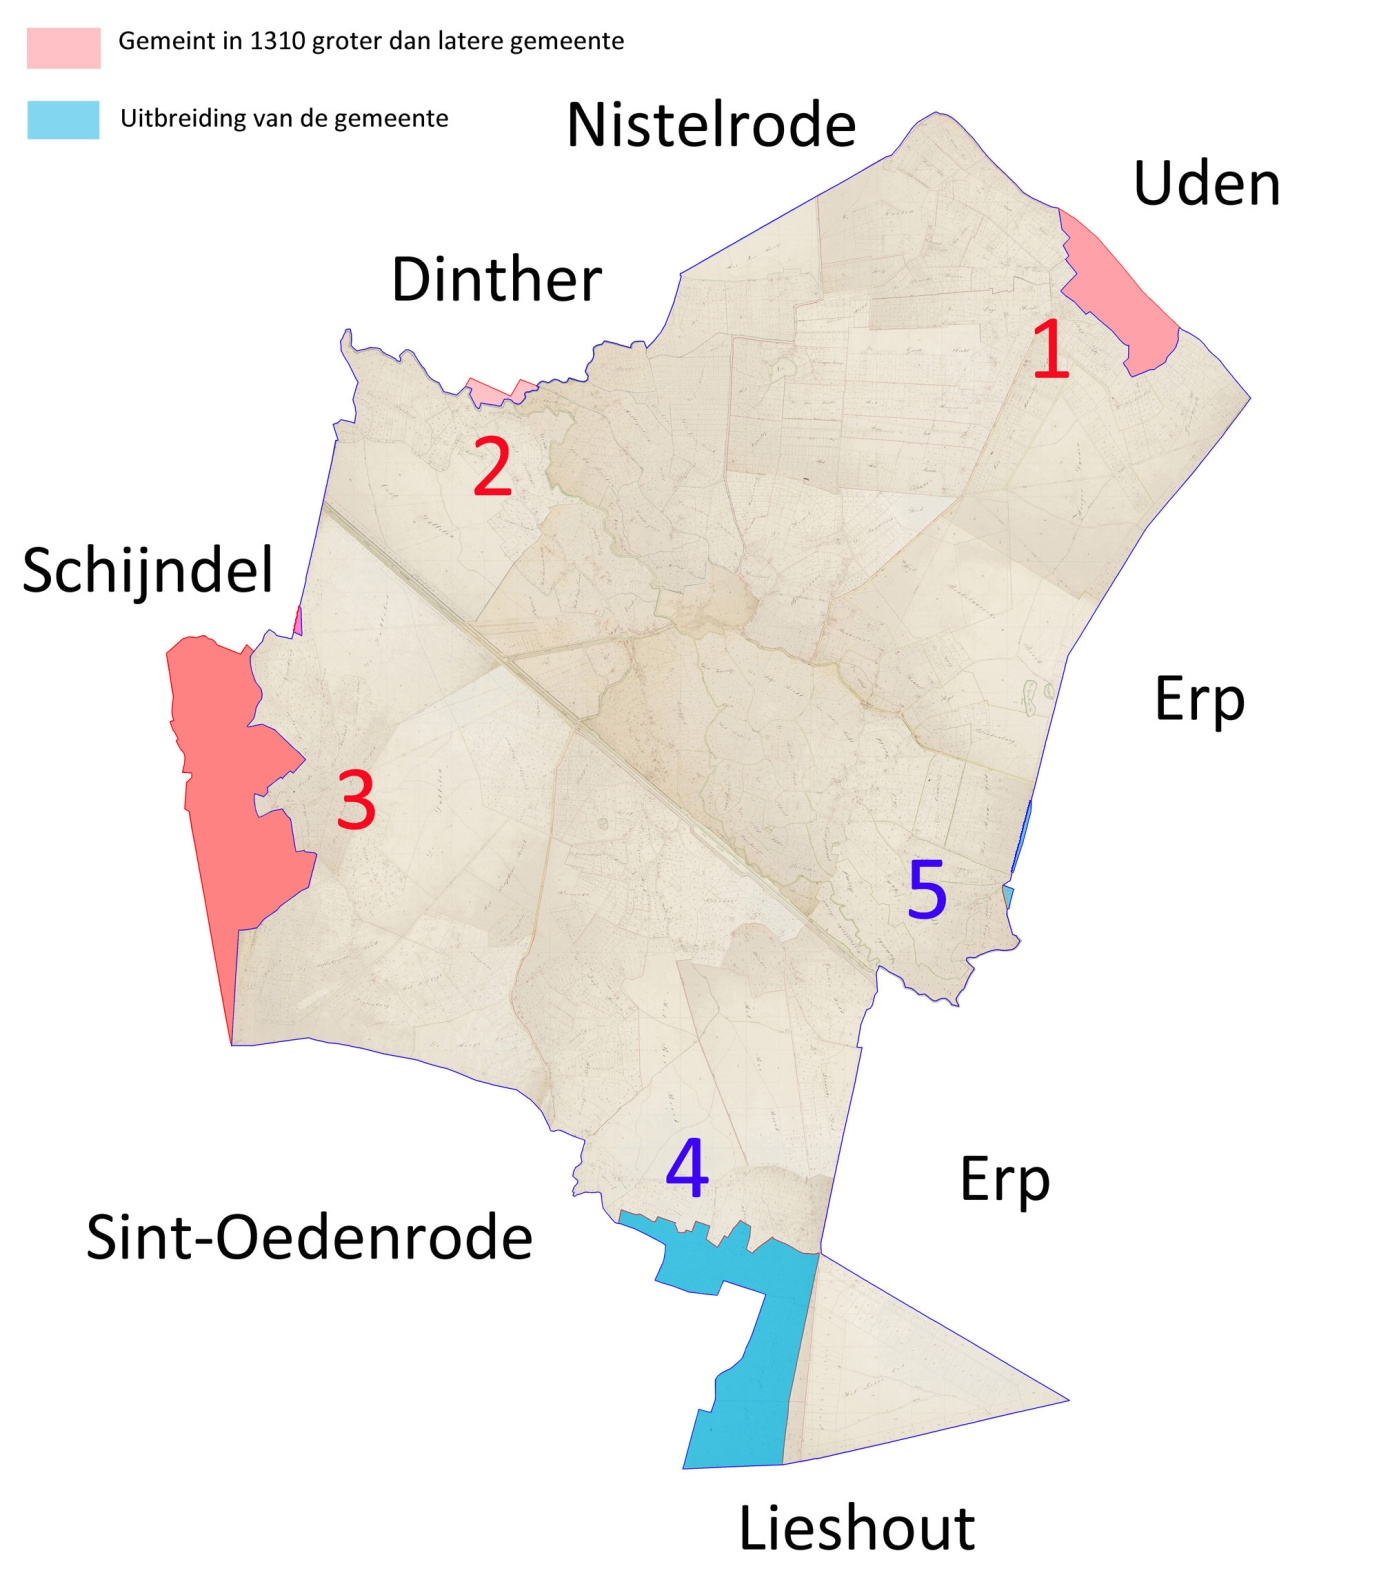 Gemeint in 1310 groter dan latere gemeente
Uitbreiding van de gemeente
Nistelrode
Uden
Dinther
1
2
Schijndel
Erp
3
5
4
Erp
Sint-Oedenrode
Lieshout